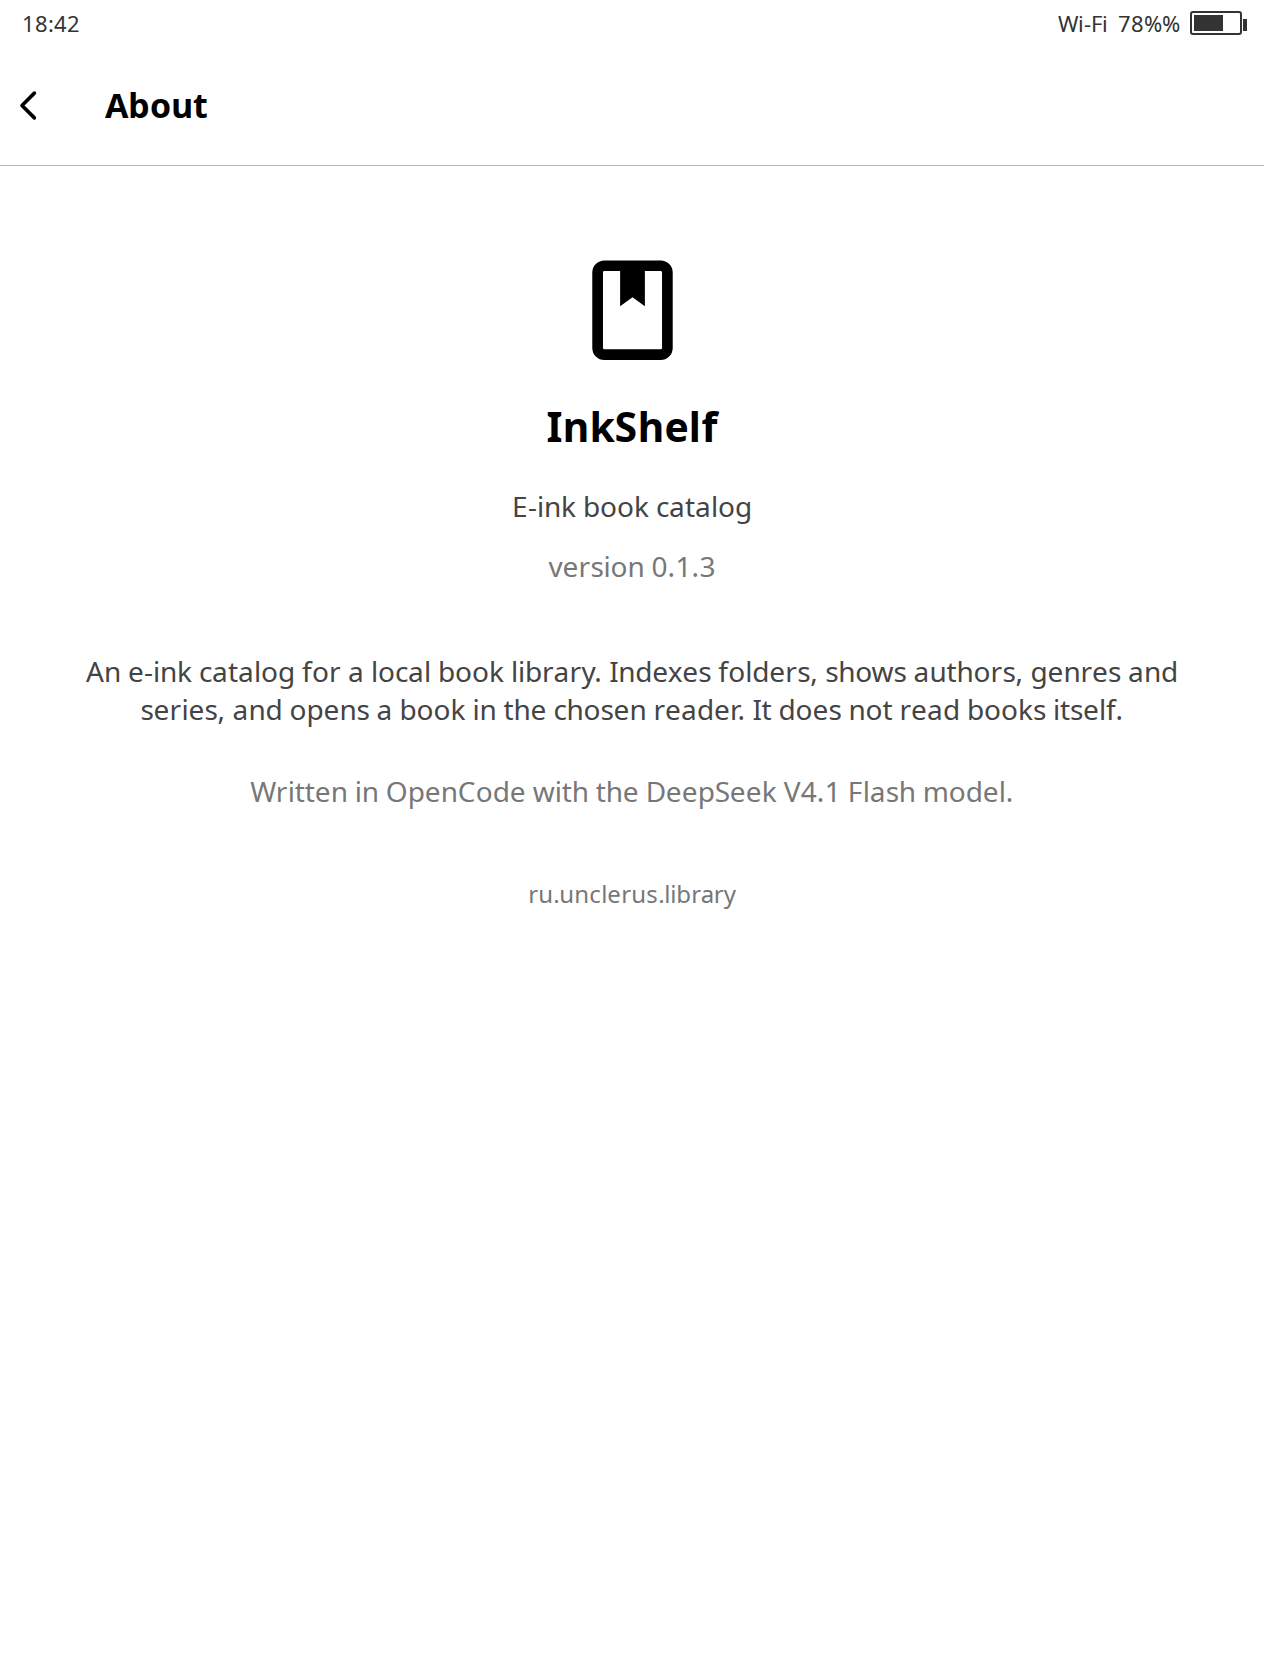 18:42
Wi-Fi 78%%
About
InkShelf
E-ink book catalog
version 0.1.3
An e-ink catalog for a local book library. Indexes folders, shows authors, genres and
series, and opens a book in the chosen reader. It does not read books itself.
Written in OpenCode with the DeepSeek V4.1 Flash model.
ru.unclerus.library